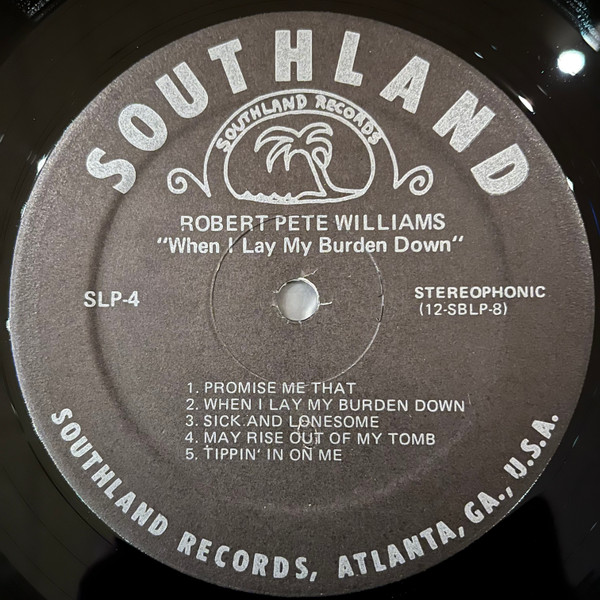 SOUTHLAND
SOUTHLAND RECORDS
ROBERT PETE WILLIAMS
"When I Lay My Burden Down"
SLP-4
STEREOPHONIC
(12-SBLP-8)
1. PROMISE ME THAT
2. WHEN I LAY MY BURDEN DOWN
3. SICK AND LONESOME
4. MAY RISE OUT OF MY TOMB
5. TIPPIN' IN ON ME
SOUTHLAND RECORDS, ATLANTA, GA., U.S.A.